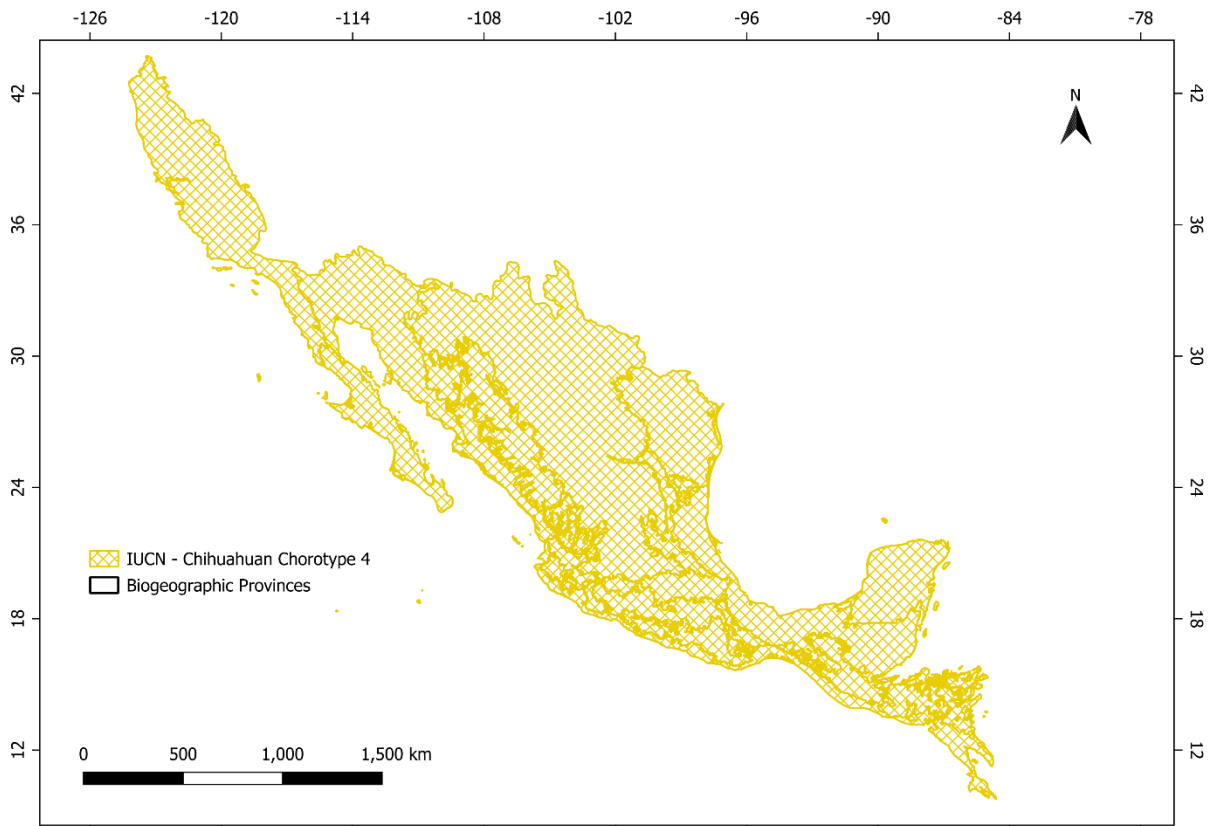 -126 -120 -114 -108 -102 -96 -90 -84 -78
42 42
N
36 36
30 30
24 24
IUCN - Chihuahuan Chorotype 4
Biogeographic Provinces
18 18
12 12
0 500 1,000 1,500 km